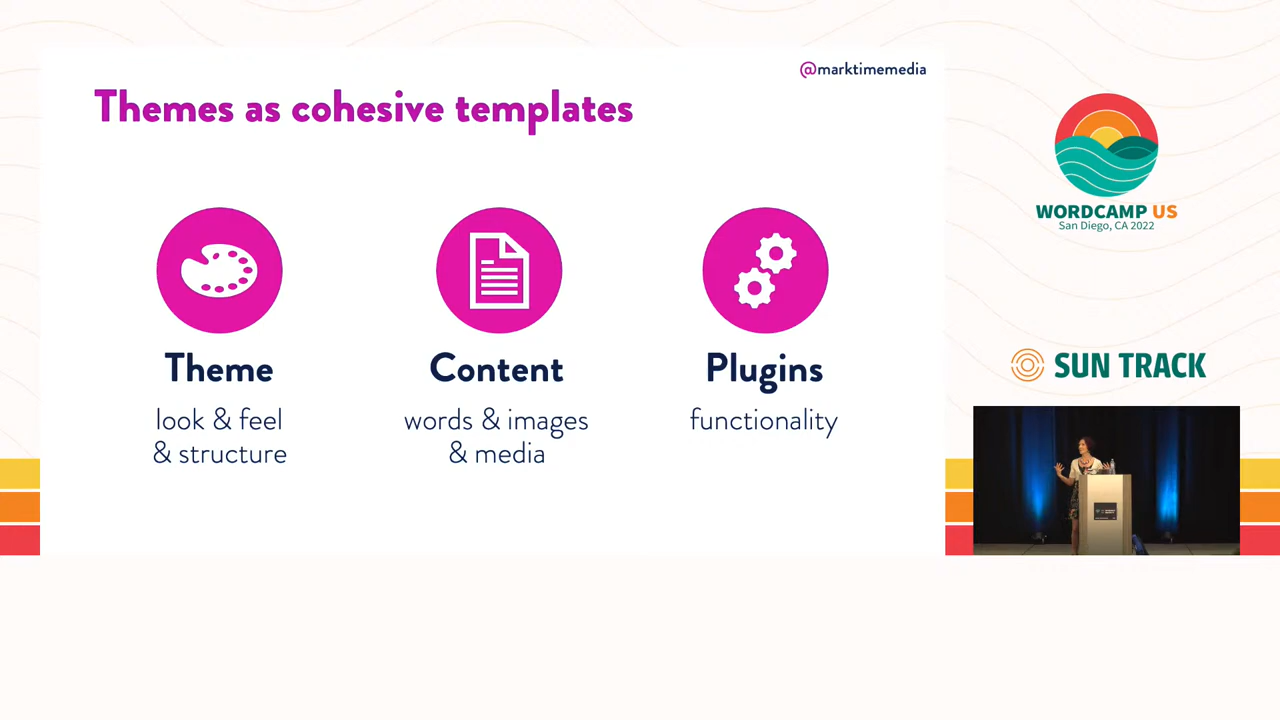 @marktimemedia
Themes as cohesive templates
Theme
look & feel
& structure
Content
words & images
& media
Plugins
functionality
WORDCAMP US
San Diego, CA 2022
SUN TRACK